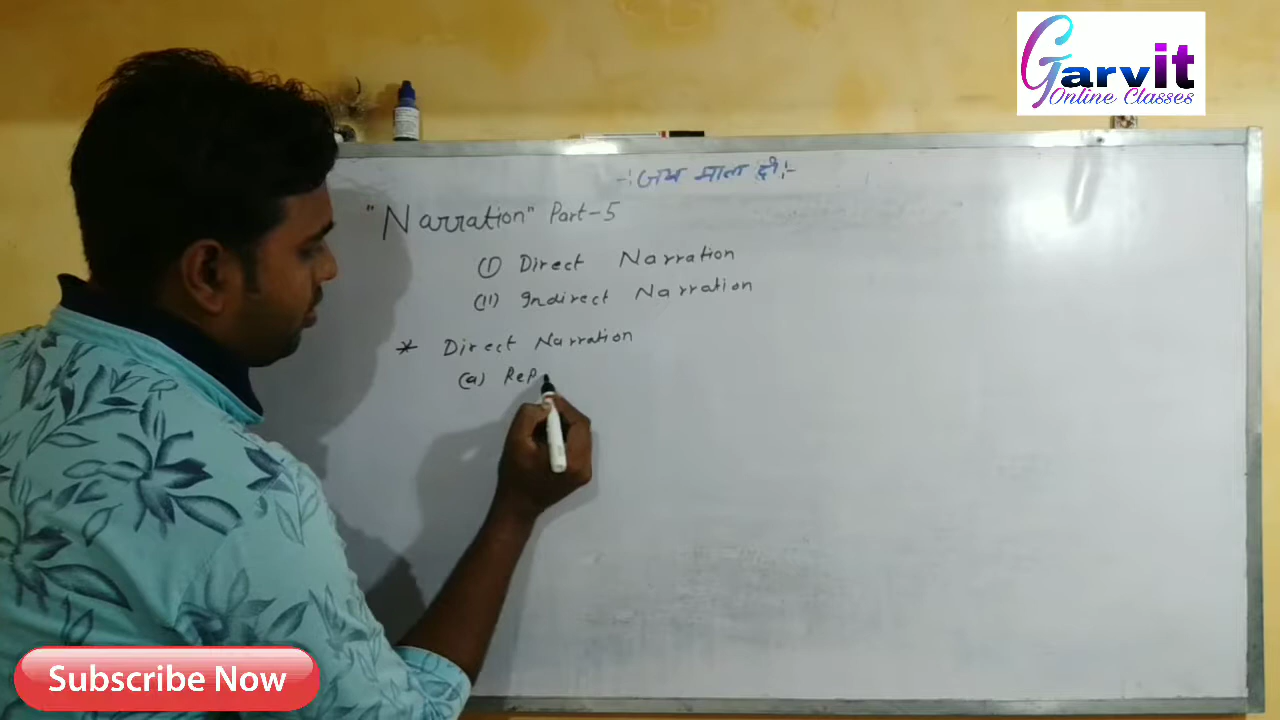 Garvit
Online Classes
-:जय माता दी:-
"Narration" Part-5
(I) Direct Narration
(II) Indirect Narration
* Direct Narration
(a) Rep
Subscribe Now